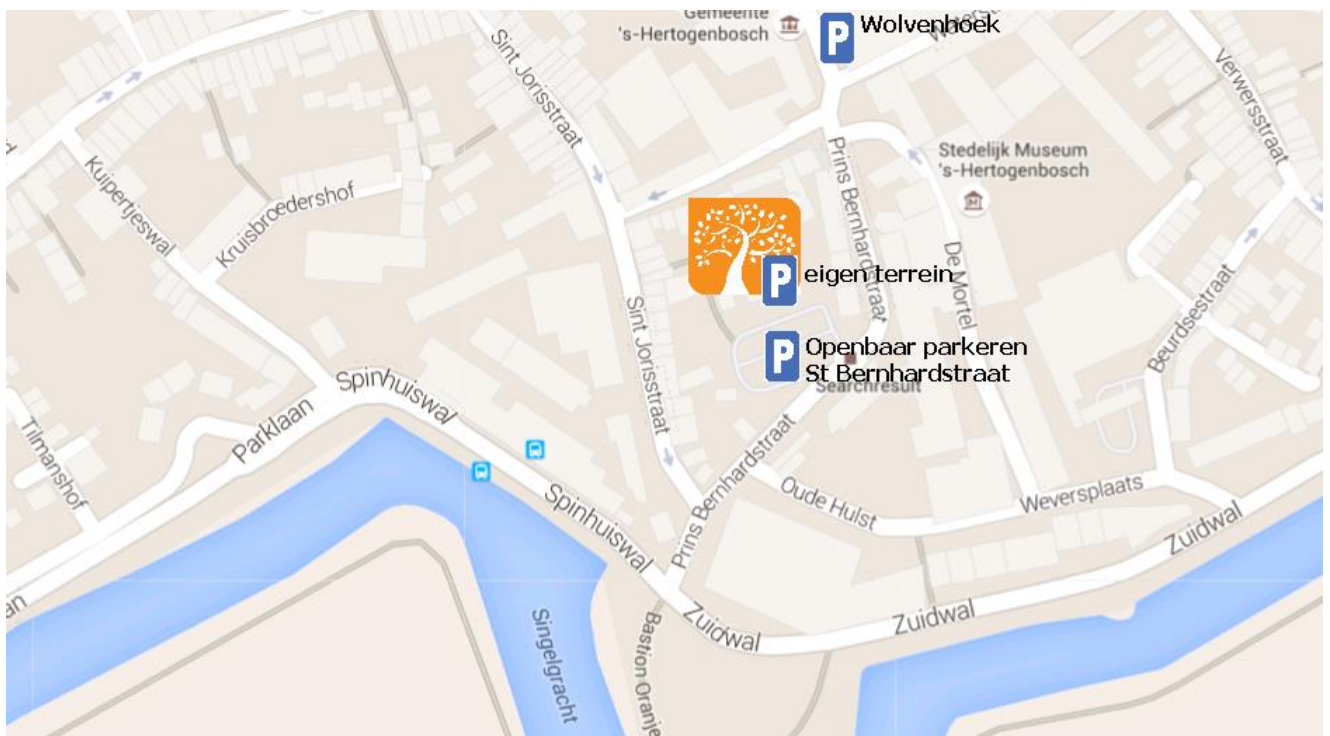 Gemeente
's-Hertogenbosch
P
Wolvenhoek
Sint Jorisstraat
Verwersstraat
Kuipertjeswal
Kruisbroedershof
Prins Bernhardstraat
Stedelijk Museum
's-Hertogenbosch
M
De Mortel
Beurdsestraat
P
eigen terrein
Sint Jorisstraat
P
Openbaar parkeren
St Bernhardstraat
Searchresult
Spinhuiswal
Parklaan
Tilmanshof
Prins Bernhardstraat
Oude Hulst
Weversplaats
Spinhuiswal
Zuidwal
Zuidwal
Zuidwal
Singelgracht
Bastion Oranje